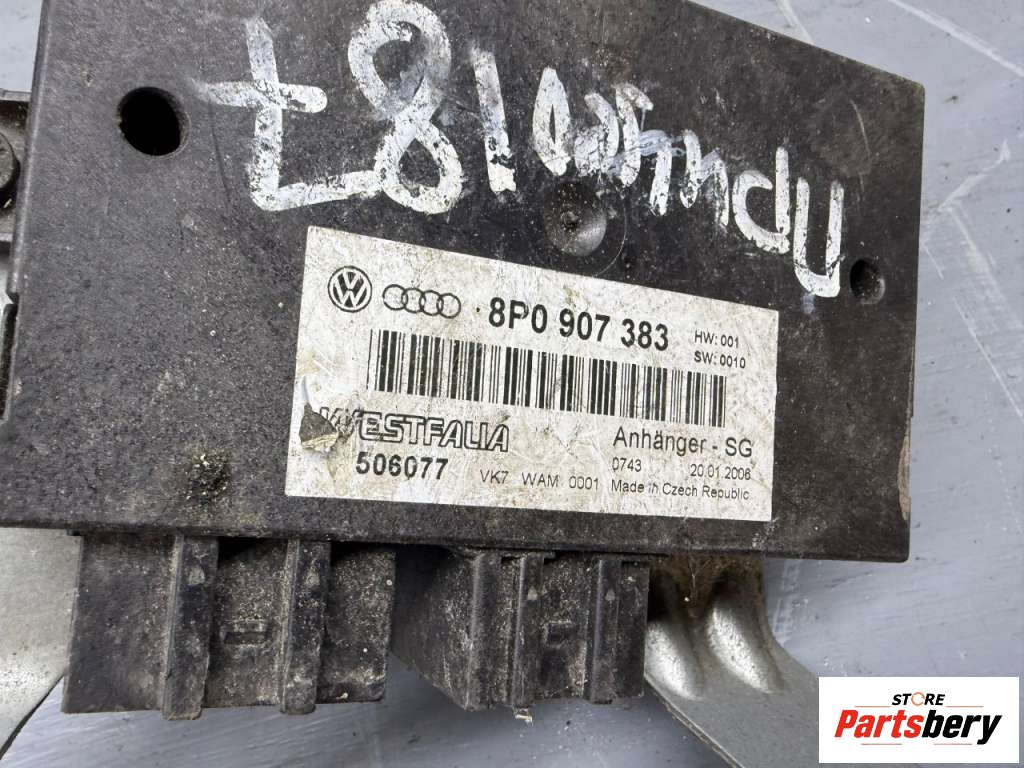 8P0 907 383
HW: 001
SW: 0010
WESTFALIA
506077
Anhänger - SG
0743 20.01.2006
VK7 WAM 0001 Made in Czech Republic
STORE
Partsbery